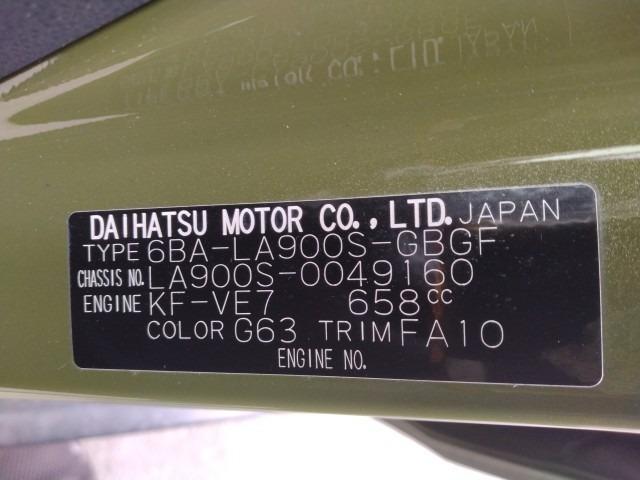 DAIHATSU MOTOR CO., LTD. JAPAN
TYPE 6BA-LA900S-GBGF
CHASSIS NO. LA900S-0049160
ENGINE KF-VE7 658cc
COLOR G63 TRIM FA10
ENGINE NO.